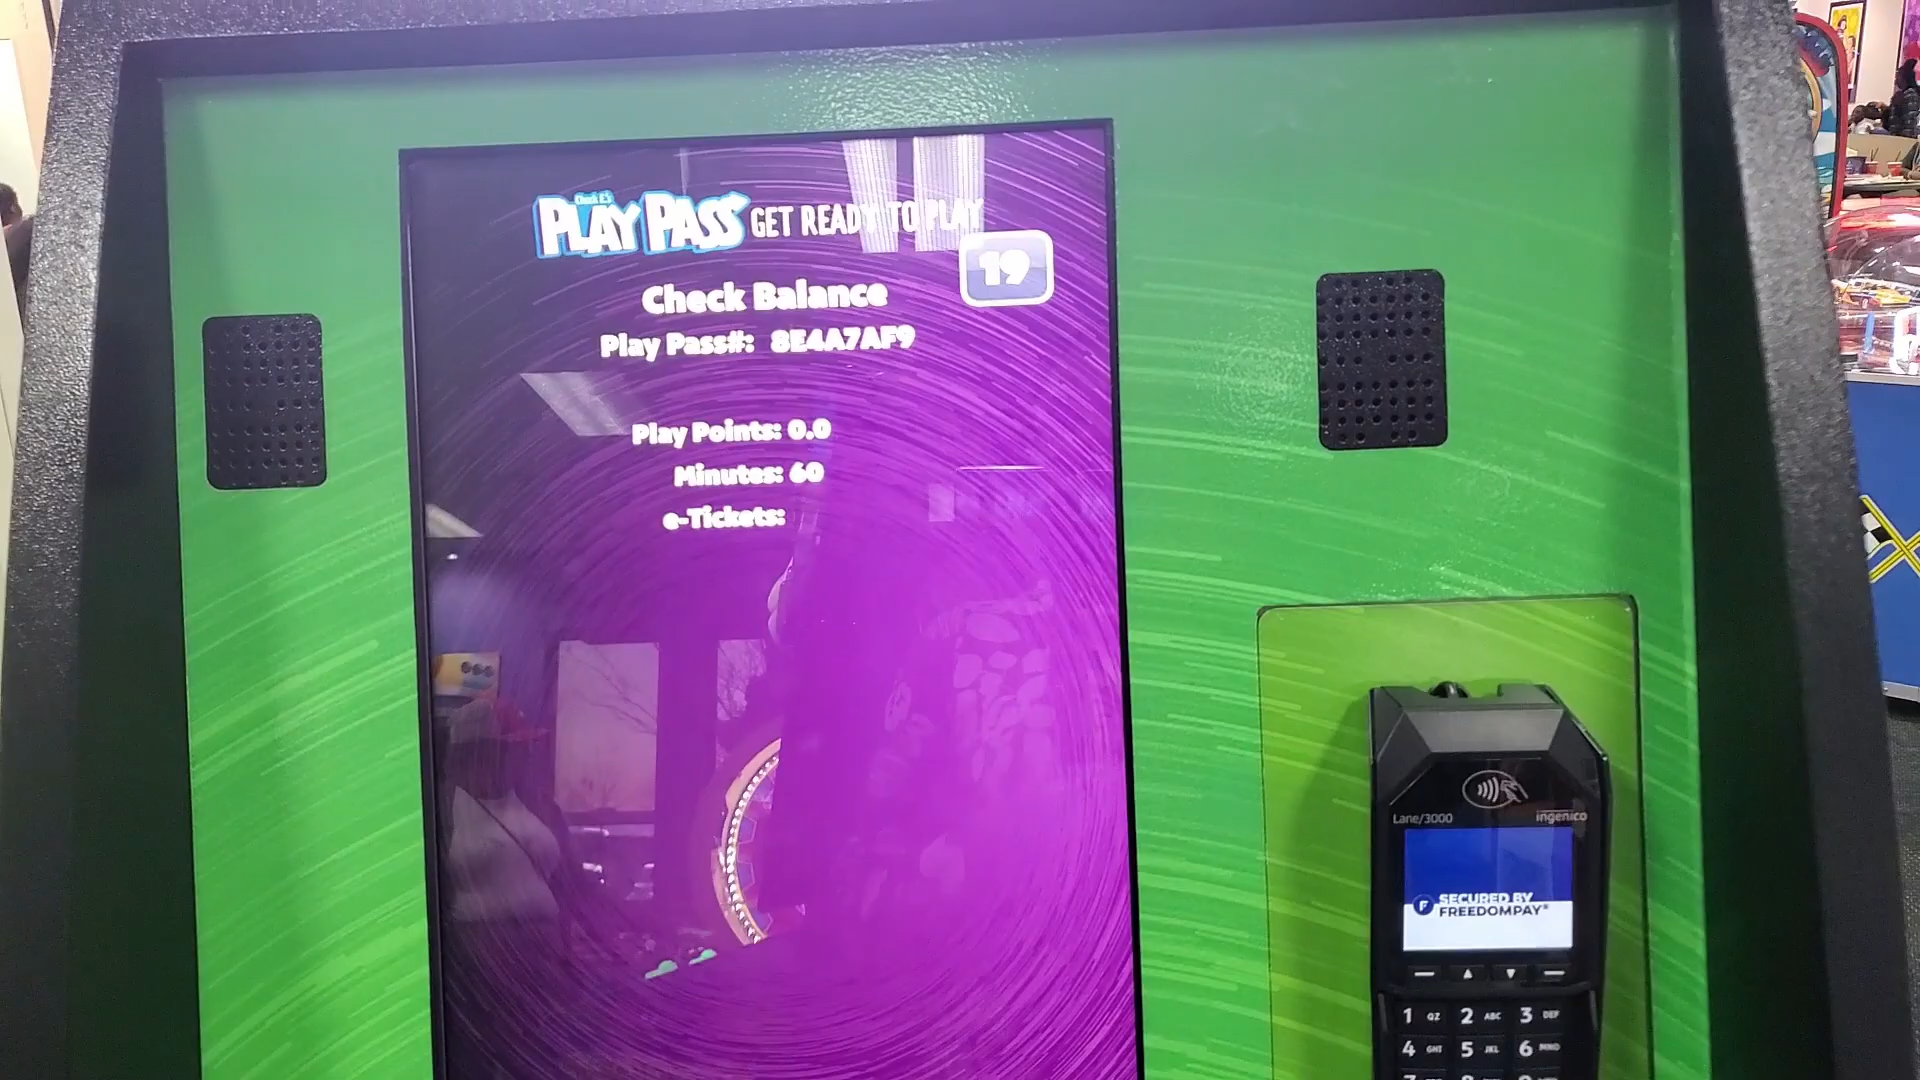 Chuck E.'s
PLAY PASS GET READY TO PLAY
19
Check Balance
Play Pass#: 8E4A7AF9
Play Points: 0.0
Minutes: 60
e-Tickets:
Lane/3000 ingenico
F SECURED BY
FREEDOMPAY®
1 QZ 2 ABC 3 DEF
4 GHI 5 JKL 6 MNO